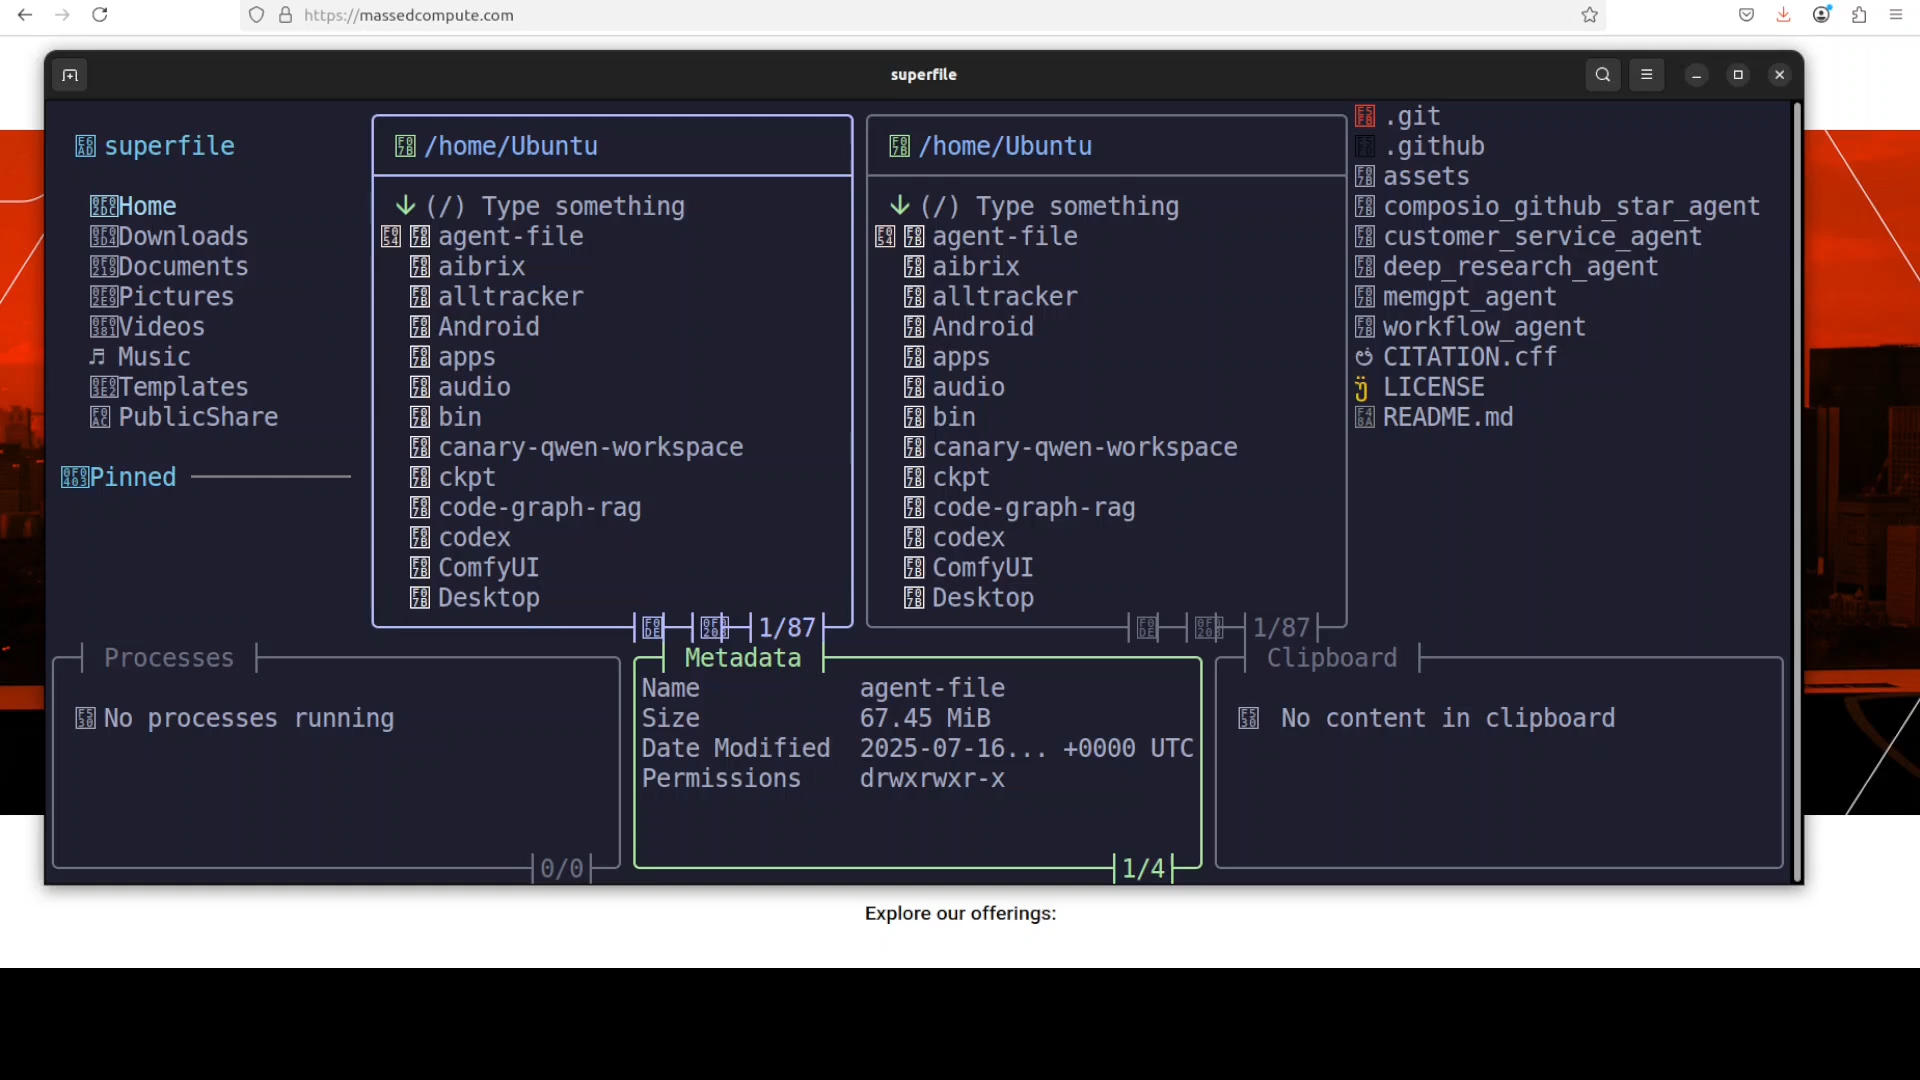 https://massedcompute.com
superfile
superfile
Home
Downloads
Documents
Pictures
Videos
Music
Templates
PublicShare
Pinned
/home/Ubuntu
(/) Type something
agent-file
aibrix
alltracker
Android
apps
audio
bin
canary-qwen-workspace
ckpt
code-graph-rag
codex
ComfyUI
Desktop
1/87
/home/Ubuntu
(/) Type something
agent-file
aibrix
alltracker
Android
apps
audio
bin
canary-qwen-workspace
ckpt
code-graph-rag
codex
ComfyUI
Desktop
1/87
.git
.github
assets
composio_github_star_agent
customer_service_agent
deep_research_agent
memgpt_agent
workflow_agent
CITATION.cff
LICENSE
README.md
Processes
No processes running
0/0
Metadata
Name agent-file
Size 67.45 MiB
Date Modified 2025-07-16... +0000 UTC
Permissions drwxrwxr-x
1/4
Clipboard
No content in clipboard
Explore our offerings: